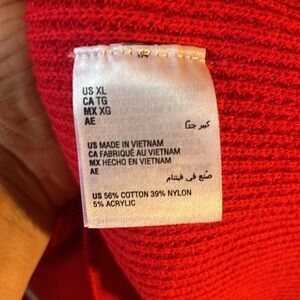 US XL
CA TG
MX XG
AE كبير جداً
US MADE IN VIETNAM
CA FABRIQUÉ AU VIETNAM
MX HECHO EN VIETNAM
AE صنع في فيتنام
US 56% COTTON 39% NYLON
5% ACRYLIC